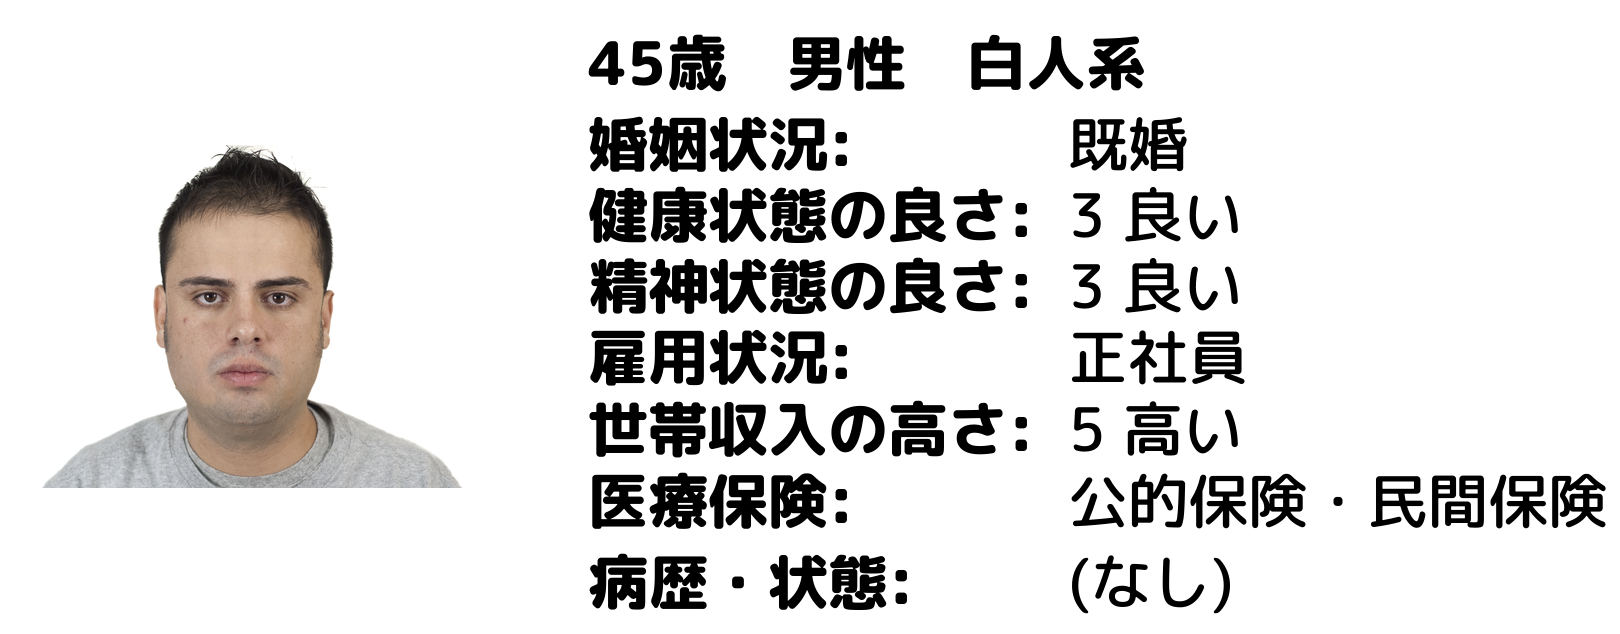 45歳　男性　白人系
婚姻状況: 既婚
健康状態の良さ: 3 良い
精神状態の良さ: 3 良い
雇用状況: 正社員
世帯収入の高さ: 5 高い
医療保険: 公的保険・民間保険
病歴・状態: (なし)